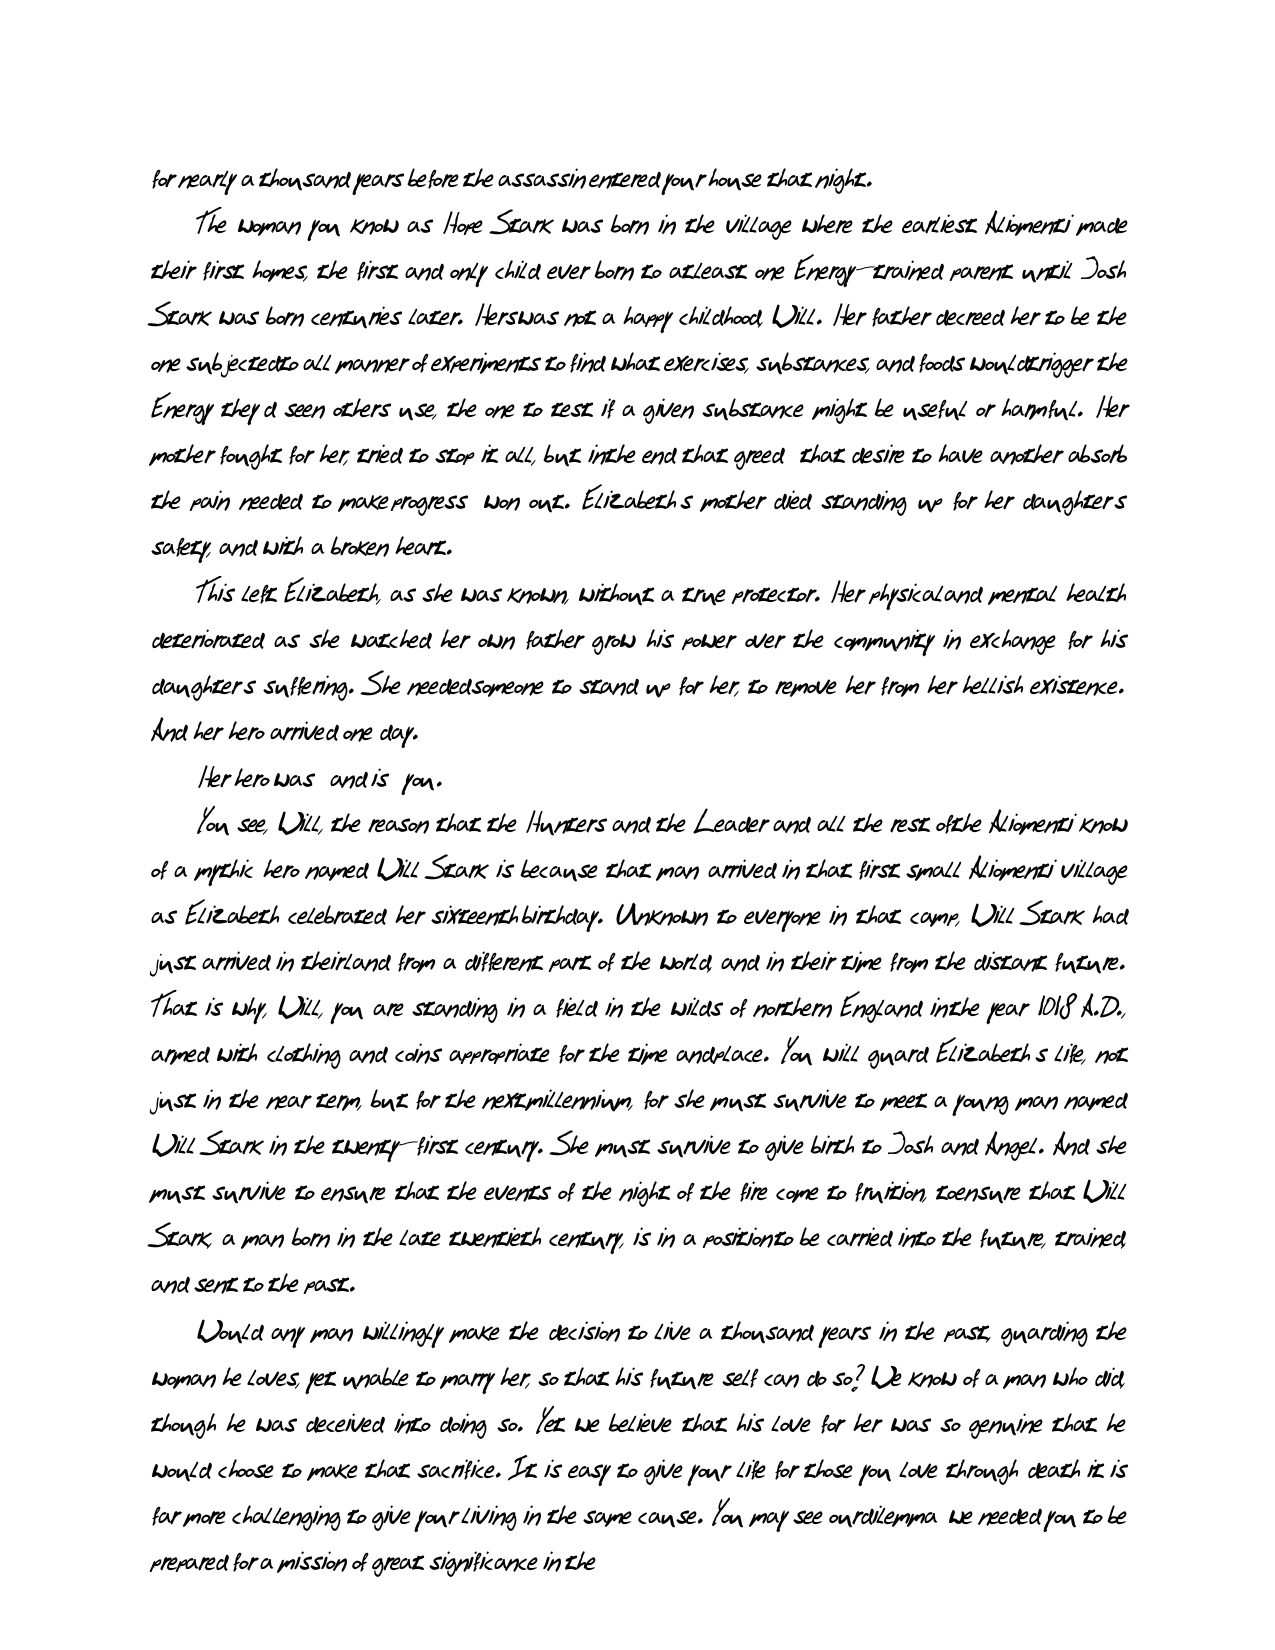 for nearly a thousand years before the assassin entered your house that night.
The woman you know as Hope Stark was born in the village where the earliest Aliomenti made
their first homes, the first and only child ever born to atleast one Energy-trained parent until Josh
Stark was born centuries later. Herswas not a happy childhood, Will. Her father decreed her to be the
one subjectedto all manner of experiments to find what exercises, substances, and foods wouldtrigger the
Energy they d seen others use, the one to test if a given substance might be useful or harmful. Her
mother fought for her, tried to stop it all, but inthe end that greed  that desire to have another absorb
the pain needed to make progress  won out. Elizabeth s mother died standing up for her daughter s
safety, and with a broken heart.
This left Elizabeth, as she was known, without a true protector. Her physical and mental health
deteriorated as she watched her own father grow his power over the community in exchange for his
daughter s suffering. She neededsomeone to stand up for her, to remove her from her hellish existence.
And her hero arrived one day.
Her hero was  and is  you.
You see, Will, the reason that the Hunters and the Leader and all the rest ofthe Aliomenti know
of a mythic hero named Will Stark is because that man arrived in that first small Aliomenti village
as Elizabeth celebrated her sixteenth birthday. Unknown to everyone in that camp, Will Stark had
just arrived in theirland from a different part of the world, and in their time from the distant future.
That is why, Will, you are standing in a field in the wilds of northern England inthe year 1018 A.D.,
armed with clothing and coins appropriate for the time andplace. You will guard Elizabeth s life, not
just in the near term, but for the nextmillennium, for she must survive to meet a young man named
Will Stark in the twenty-first century. She must survive to give birth to Josh and Angel. And she
must survive to ensure that the events of the night of the fire come to fruition, toensure that Will
Stark, a man born in the late twentieth century, is in a positionto be carried into the future, trained,
and sent to the past.
Would any man willingly make the decision to live a thousand years in the past, guarding the
woman he loves, yet unable to marry her, so that his future self can do so? We know of a man who did,
though he was deceived into doing so. Yet we believe that his love for her was so genuine that he
would choose to make that sacrifice. It is easy to give your life for those you love through death it is
far more challenging to give your living in the same cause. You may see ourdilemma  we needed you to be
prepared for a mission of great significance in the